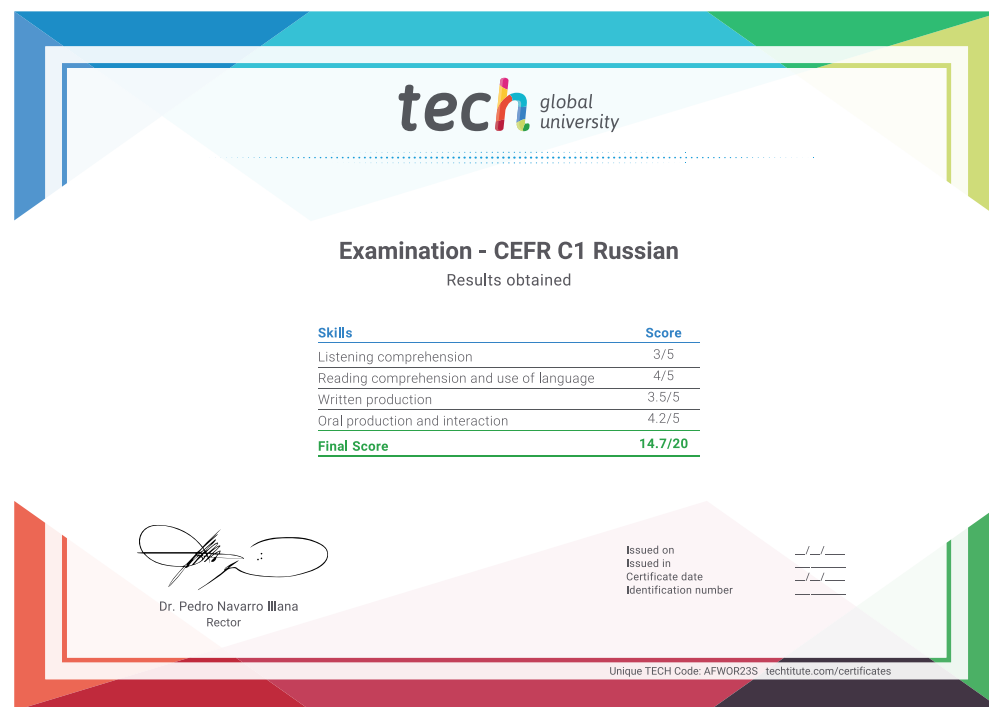 tech global university
Examination - CEFR C1 Russian
Results obtained
Skills Score
Listening comprehension 3/5
Reading comprehension and use of language 4/5
Written production 3.5/5
Oral production and interaction 4.2/5
Final Score 14.7/20
Dr. Pedro Navarro Illana
Rector
Issued on __/__/____
Issued in __________
Certificate date __/__/____
Identification number __________
Unique TECH Code: AFWOR23S techtitute.com/certificates